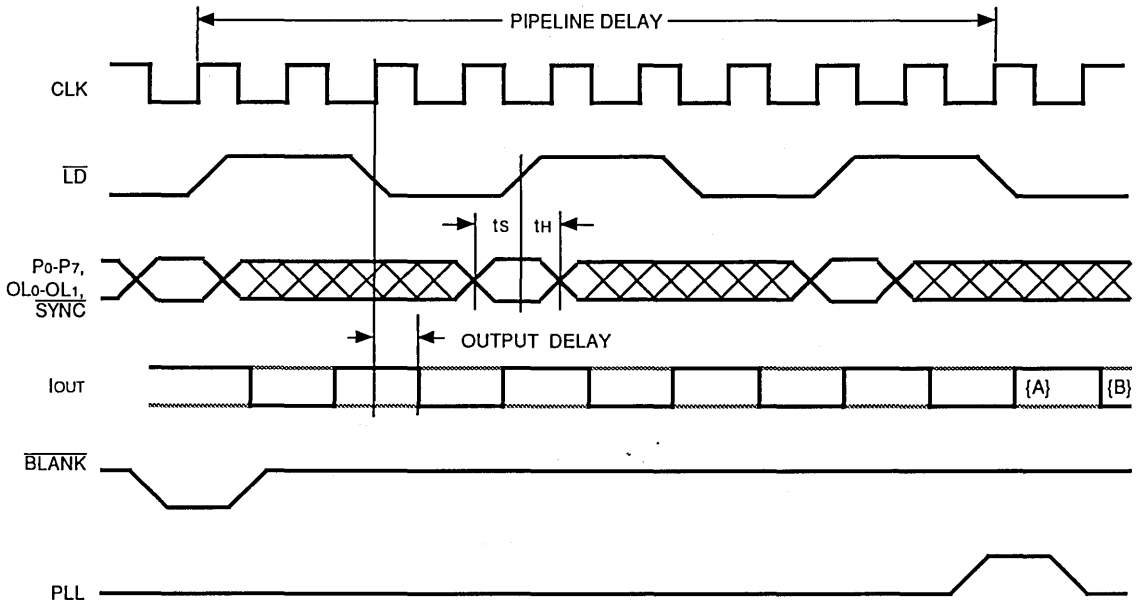 PIPELINE DELAY
CLK
LD
tS tH
P0-P7,
OL0-OL1,
SYNC
OUTPUT DELAY
IOUT
{A} {B}
BLANK
PLL